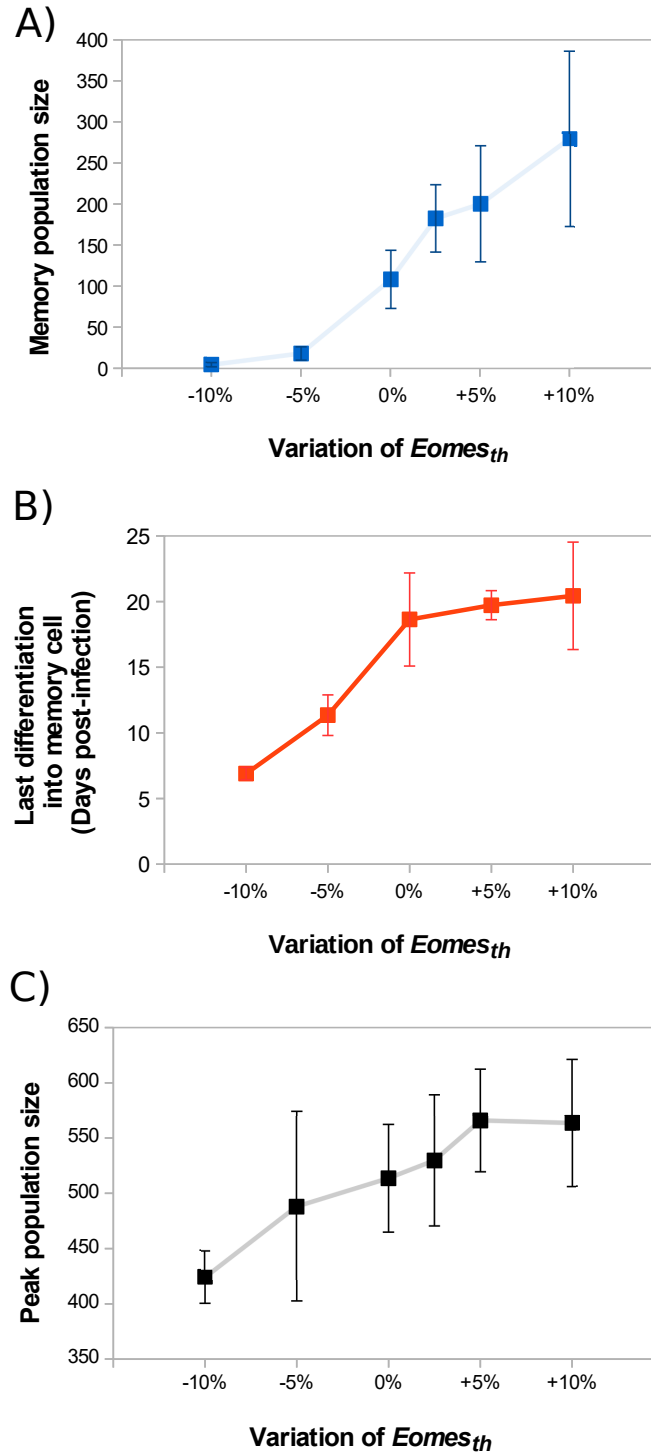 A)
400
350
300
250
200
150
100
50
0
Memory population size
-10% -5% 0% +5% +10%
Variation of Eomesth
B)
25
20
15
10
5
0
Last differentiation
into memory cell
(Days post-infection)
-10% -5% 0% +5% +10%
Variation of Eomesth
C)
650
600
550
500
450
400
350
Peak population size
-10% -5% 0% +5% +10%
Variation of Eomesth